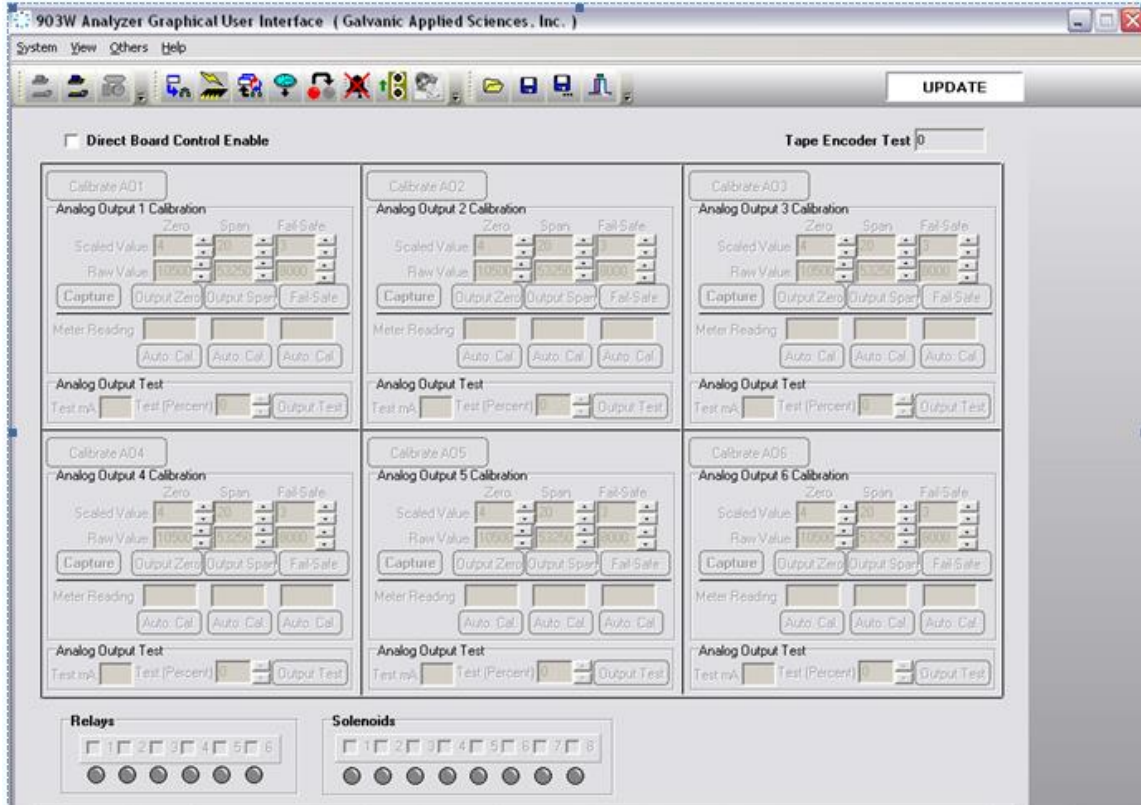 903W Analyzer Graphical User Interface ( Galvanic Applied Sciences, Inc. )
System View Others Help
UPDATE
Direct Board Control Enable
Tape Encoder Test 0
Calibrate AO1
Analog Output 1 Calibration
Zero Span Fail-Safe
Scaled Value 4 20 3
Raw Value 10500 53250 8000
Capture Output Zero Output Span Fail-Safe
Meter Reading
Auto. Cal. Auto. Cal. Auto. Cal.
Analog Output Test
Test mA Test (Percent) 0 Output Test
Calibrate AO2
Analog Output 2 Calibration
Zero Span Fail-Safe
Scaled Value 4 20 3
Raw Value 10500 53250 8000
Capture Output Zero Output Span Fail-Safe
Meter Reading
Auto. Cal. Auto. Cal. Auto. Cal.
Analog Output Test
Test mA Test (Percent) 0 Output Test
Calibrate AO3
Analog Output 3 Calibration
Zero Span Fail-Safe
Scaled Value 4 20 3
Raw Value 10500 53250 8000
Capture Output Zero Output Span Fail-Safe
Meter Reading
Auto. Cal. Auto. Cal. Auto. Cal.
Analog Output Test
Test mA Test (Percent) 0 Output Test
Calibrate AO4
Analog Output 4 Calibration
Zero Span Fail-Safe
Scaled Value 4 20 3
Raw Value 10500 53250 8000
Capture Output Zero Output Span Fail-Safe
Meter Reading
Auto. Cal. Auto. Cal. Auto. Cal.
Analog Output Test
Test mA Test (Percent) 0 Output Test
Calibrate AO5
Analog Output 5 Calibration
Zero Span Fail-Safe
Scaled Value 4 20 3
Raw Value 10500 53250 8000
Capture Output Zero Output Span Fail-Safe
Meter Reading
Auto. Cal. Auto. Cal. Auto. Cal.
Analog Output Test
Test mA Test (Percent) 0 Output Test
Calibrate AO6
Analog Output 6 Calibration
Zero Span Fail-Safe
Scaled Value 4 20 3
Raw Value 10500 53250 8000
Capture Output Zero Output Span Fail-Safe
Meter Reading
Auto. Cal. Auto. Cal. Auto. Cal.
Analog Output Test
Test mA Test (Percent) 0 Output Test
Relays
1 2 3 4 5 6
Solenoids
1 2 3 4 5 6 7 8